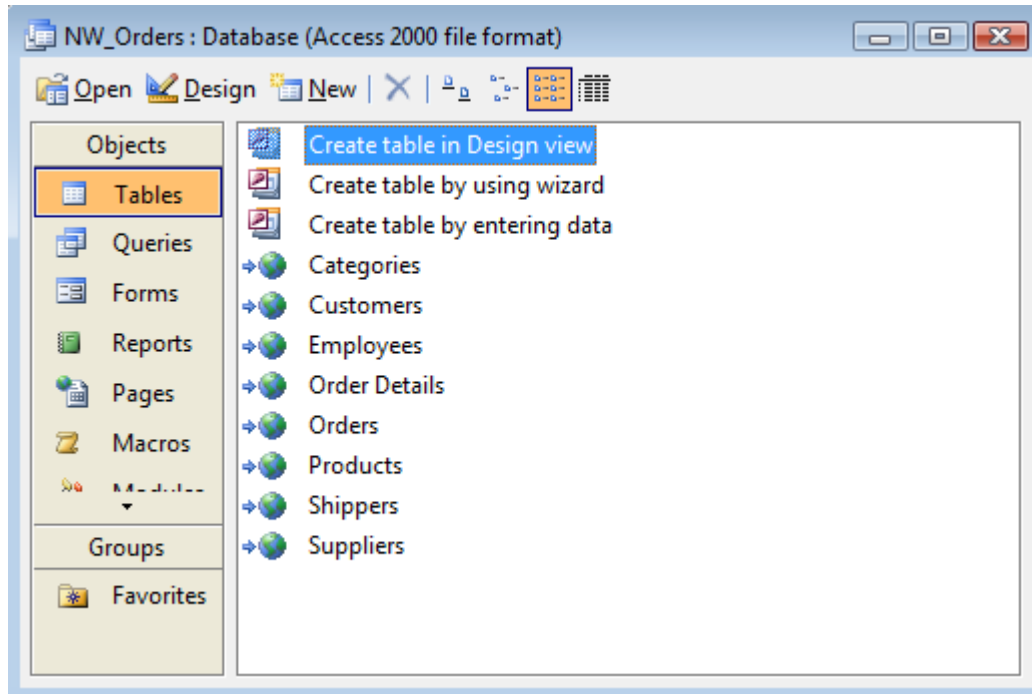 NW_Orders : Database (Access 2000 file format)
Open Design New
Objects
Tables
Queries
Forms
Reports
Pages
Macros
Groups
Favorites
Create table in Design view
Create table by using wizard
Create table by entering data
Categories
Customers
Employees
Order Details
Orders
Products
Shippers
Suppliers